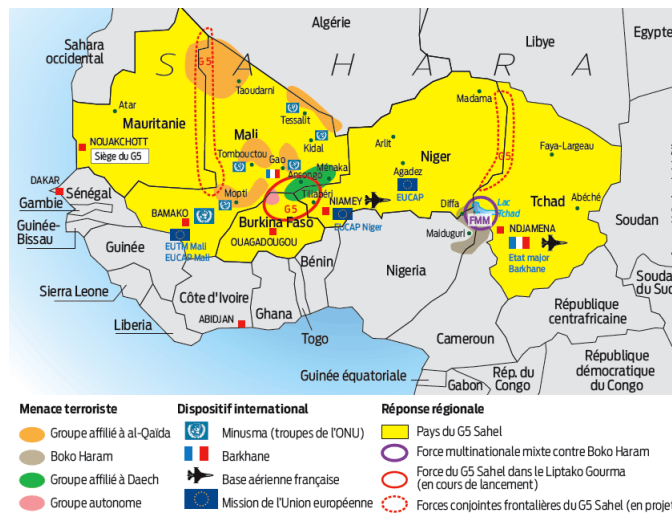 Sahara
occidental
Algérie
Libye
Egypte
S A H A R A
G5
Taoudarni
Atar
Mauritanie
Tessalit
Madama
NOUAKCHOTT
Siège du G5
Mali
Kidal
Arlit
Niger
G5
Faya-Largeau
Tombouctou
Gao
Ménaka
Ansongo
Agadez
EUCAP
Tchad
DAKAR
Sénégal
Gambie
Guinée-
Bissau
Mopti
Tillabéri
G5
NIAMEY
EUCAP Niger
Diffa
Lac
Tchad
FMM
Abéché
Soudan
BAMAKO
EUTM Mali
EUCAP Mali
Burkina Faso
OUAGADOUGOU
Maiduguri
NDJAMENA
Etat major
Barkhane
Guinée
Bénin
Nigeria
Souda
du Sud
Sierra Leone
Côte d'Ivoire
Ghana
République
centrafricaine
Liberia
ABIDJAN
Togo
Cameroun
Guinée équatoriale
Gabon
Rép. du
Congo
République
démocratique
du Congo
Menace terroriste
Groupe affilié à al-Qaïda
Boko Haram
Groupe affilié à Daech
Groupe autonome
Dispositif international
Minusma (troupes de l'ONU)
Barkhane
Base aérienne française
Mission de l'Union européenne
Réponse régionale
Pays du G5 Sahel
Force multinationale mixte contre Boko Haram
Force du G5 Sahel dans le Liptako Gourma
(en cours de lancement)
Forces conjointes frontalières du G5 Sahel (en projet